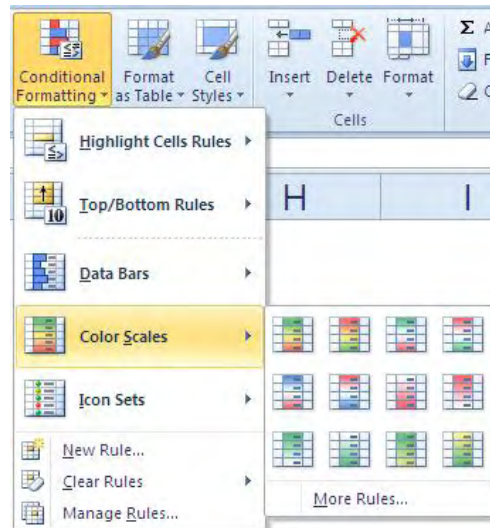 Conditional Formatting
Format as Table
Cell Styles
Insert
Delete
Format
Σ A
F
Cells
Highlight Cells Rules
≤>
Top/Bottom Rules
10
H
I
Data Bars
Color Scales
Icon Sets
New Rule...
Clear Rules
Manage Rules...
More Rules...